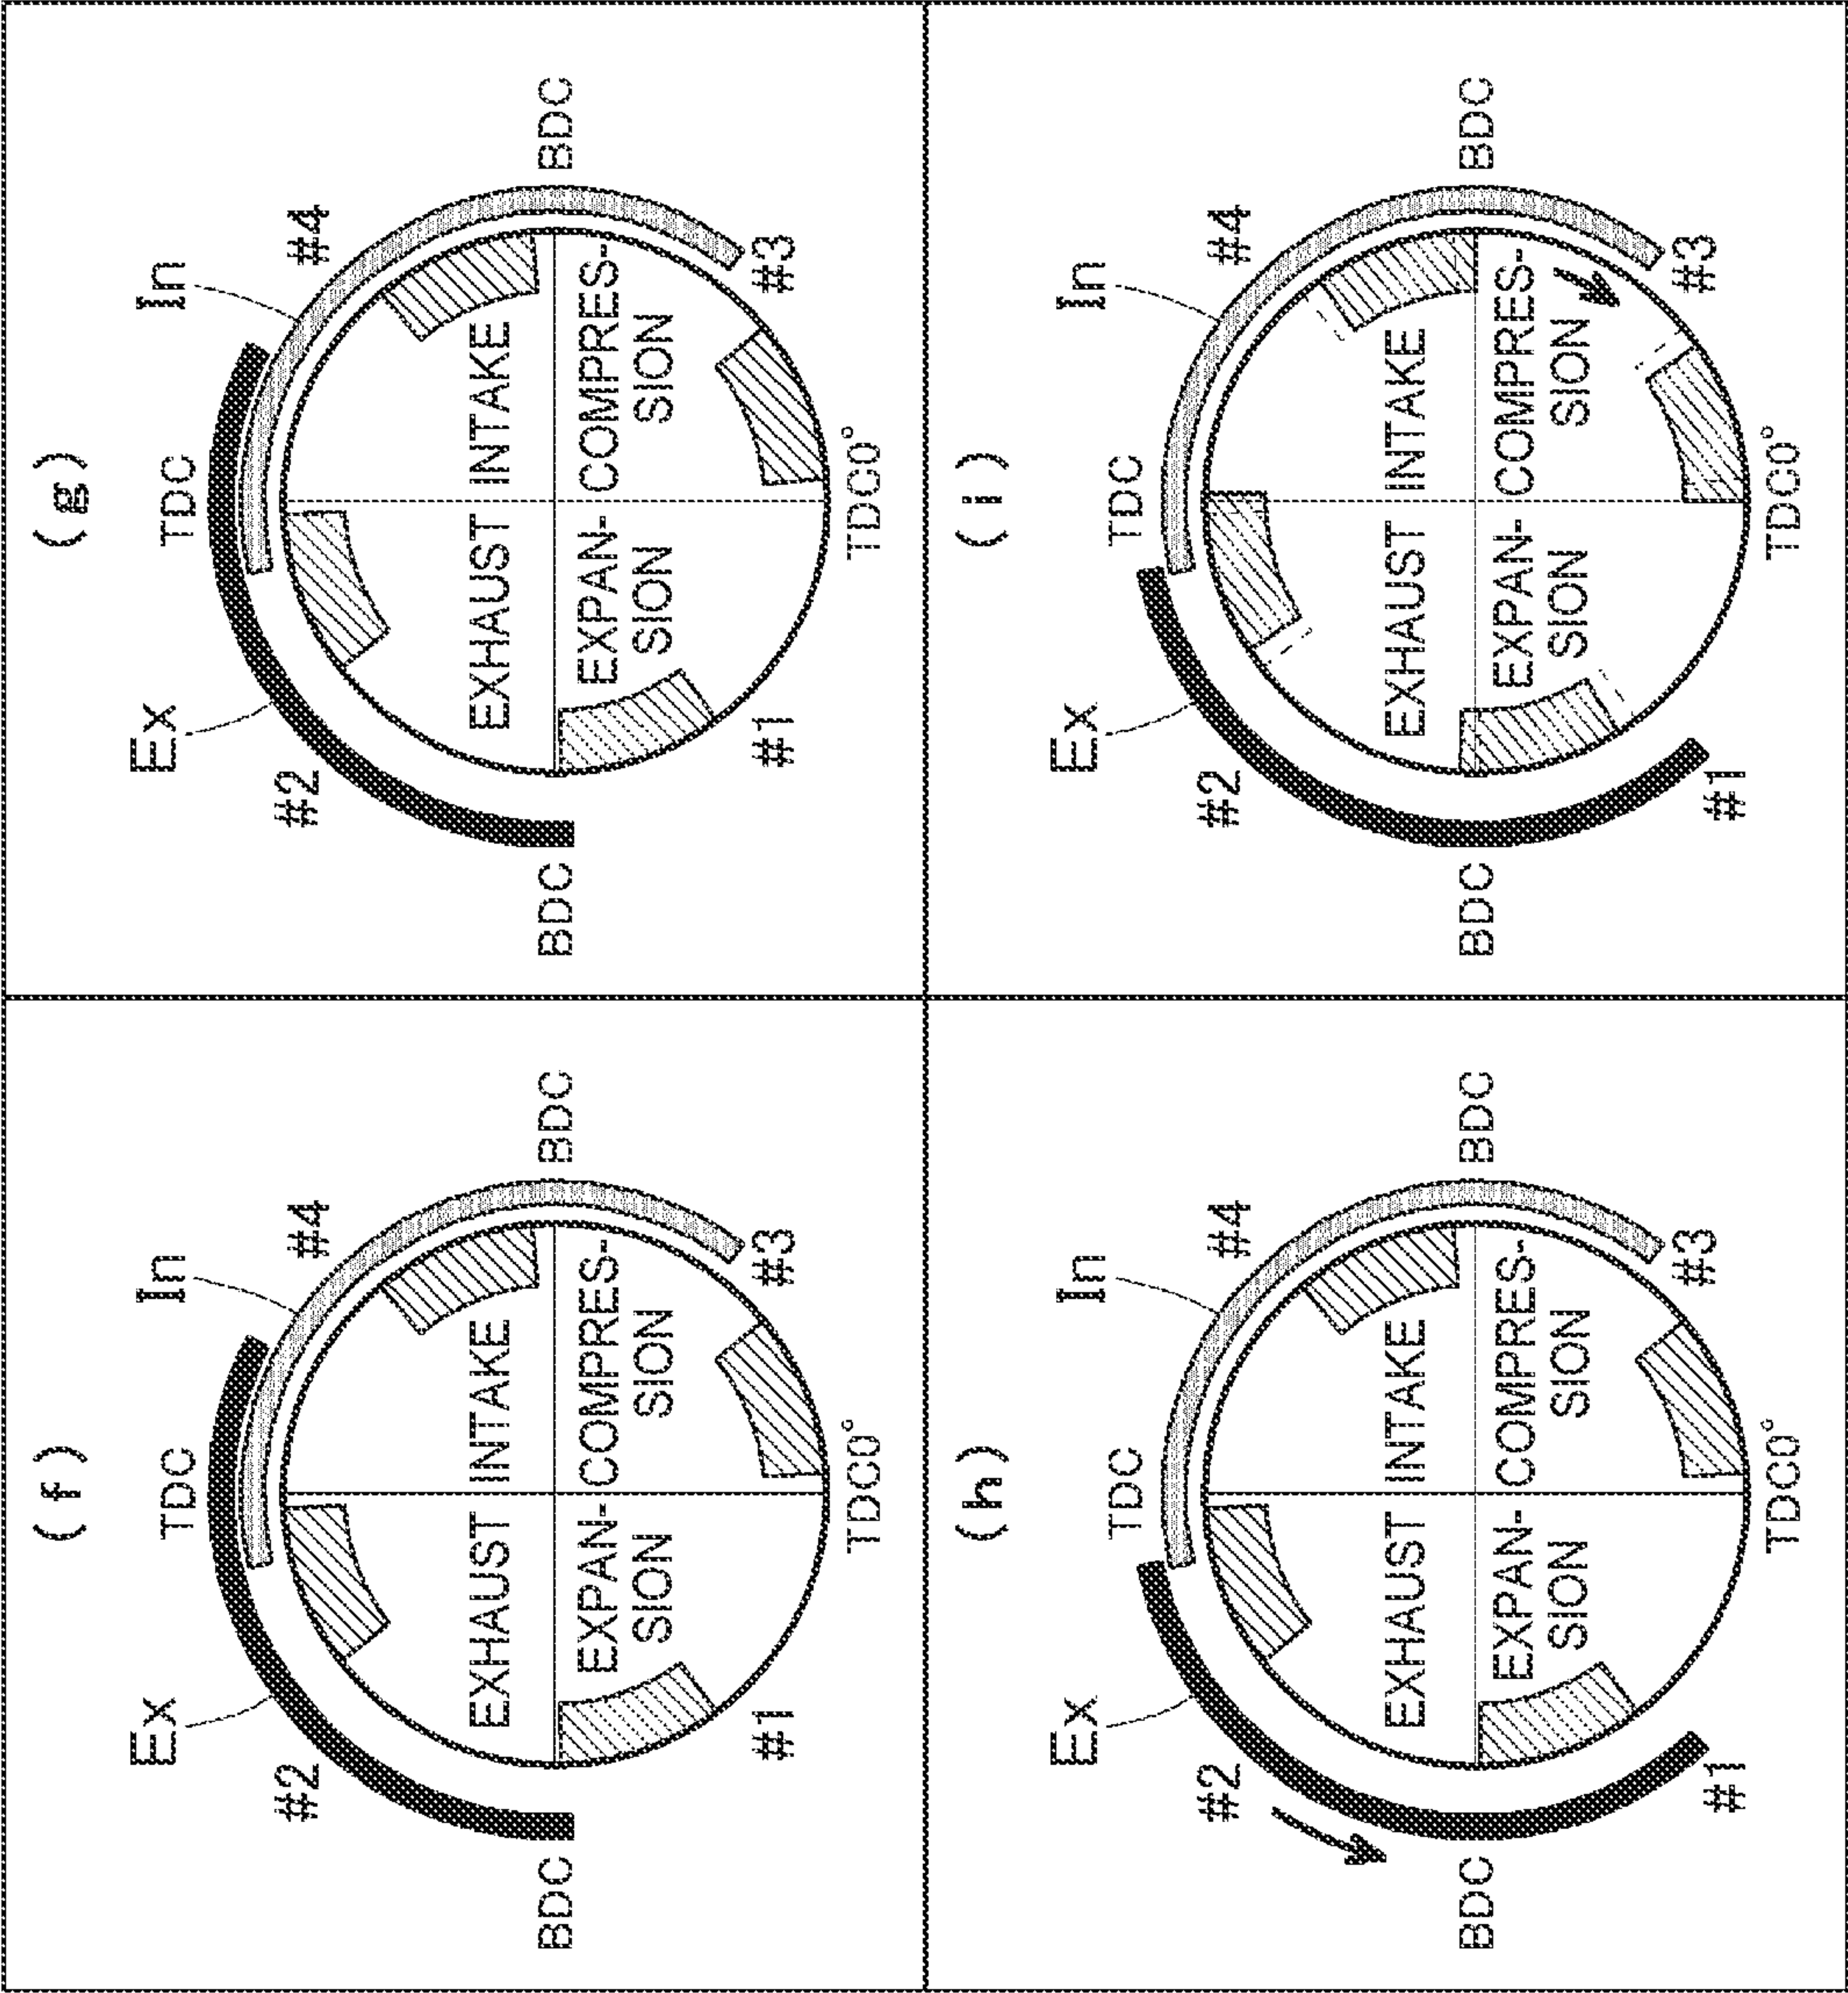 (f)
Ex
In
TDC
#2
#4
EXHAUST
INTAKE
BDC
BDC
EXPAN-
SION
COMPRES-
SION
#1
#3
TDC0°
(g)
Ex
In
TDC
#2
#4
EXHAUST
INTAKE
BDC
BDC
EXPAN-
SION
COMPRES-
SION
#1
#3
TDC0°
(h)
Ex
In
TDC
#2
#4
EXHAUST
INTAKE
BDC
BDC
EXPAN-
SION
COMPRES-
SION
#1
#3
TDC0°
(i)
Ex
In
TDC
#2
#4
EXHAUST
INTAKE
BDC
BDC
EXPAN-
SION
COMPRES-
SION
#1
#3
TDC0°